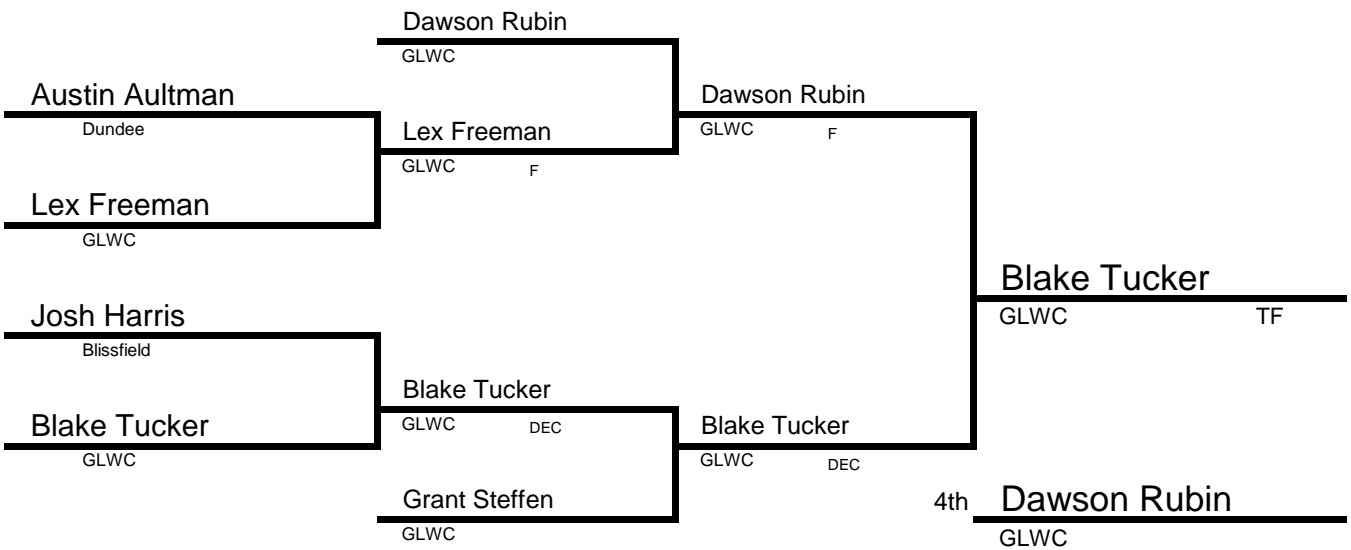 Dawson Rubin
GLWC
Austin Aultman
Dundee
Dawson Rubin
GLWC F
Lex Freeman
GLWC F
Lex Freeman
GLWC
Blake Tucker
GLWC TF
Josh Harris
Blissfield
Blake Tucker
GLWC DEC
Blake Tucker
GLWC
Blake Tucker
GLWC DEC
Grant Steffen
GLWC
4th Dawson Rubin
GLWC